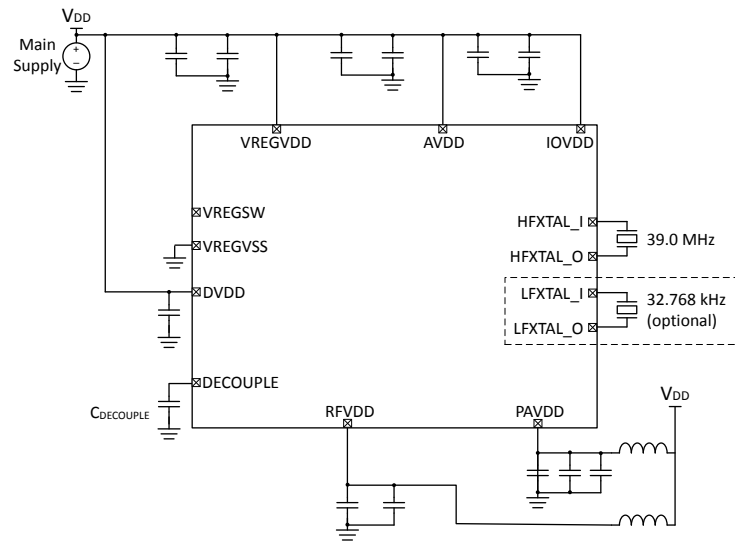 VDD
Main
Supply
+
−
VREGVDD
AVDD
IOVDD
VREGSW
HFXTAL_I
39.0 MHz
VREGVSS
HFXTAL_O
DVDD
LFXTAL_I
32.768 kHz
(optional)
LFXTAL_O
DECOUPLE
CDECOUPLE
RFVDD
PAVDD
VDD